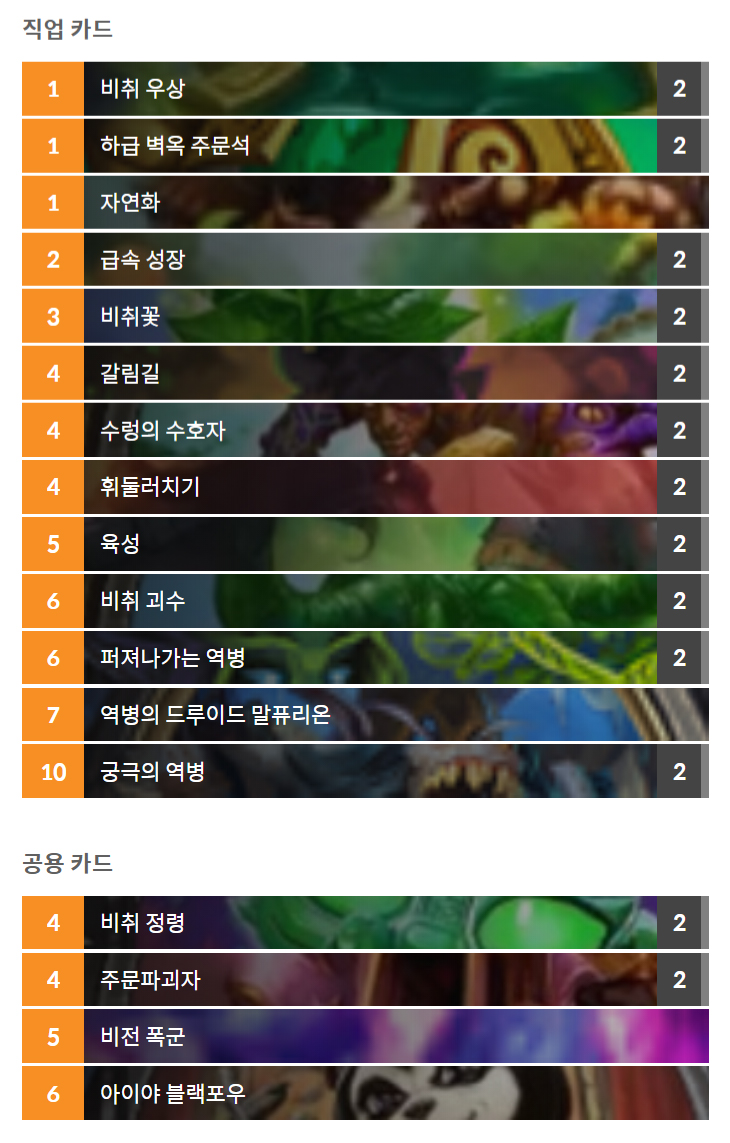 직업 카드
1 비취 우상 2
1 하급 벽옥 주문석 2
1 자연화
2 급속 성장 2
3 비취꽃 2
4 갈림길 2
4 수렁의 수호자 2
4 휘둘러치기 2
5 육성 2
6 비취 괴수 2
6 퍼져나가는 역병 2
7 역병의 드루이드 말퓨리온
10 궁극의 역병 2
공용 카드
4 비취 정령 2
4 주문파괴자 2
5 비전 폭군
6 아이야 블랙포우